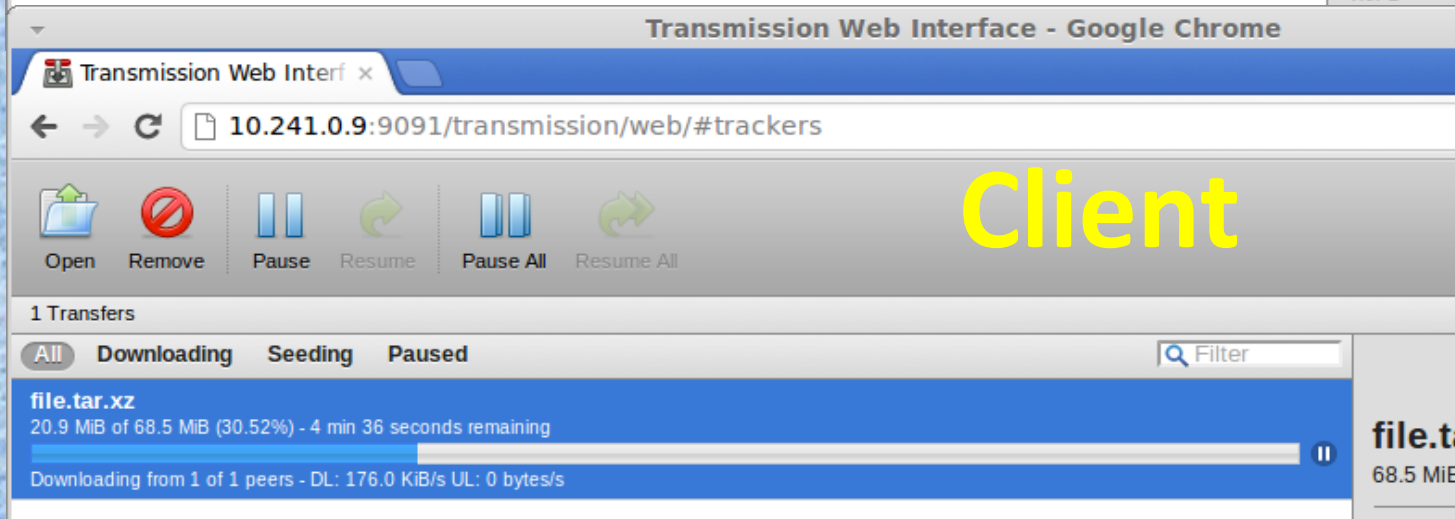 Transmission Web Interface - Google Chrome
Transmission Web Interf
10.241.0.9:9091/transmission/web/#trackers
Client
Open Remove Pause Resume Pause All Resume All
1 Transfers
All Downloading Seeding Paused Filter
file.tar.xz
20.9 MiB of 68.5 MiB (30.52%) - 4 min 36 seconds remaining
file.t
Downloading from 1 of 1 peers - DL: 176.0 KiB/s UL: 0 bytes/s
68.5 MiB